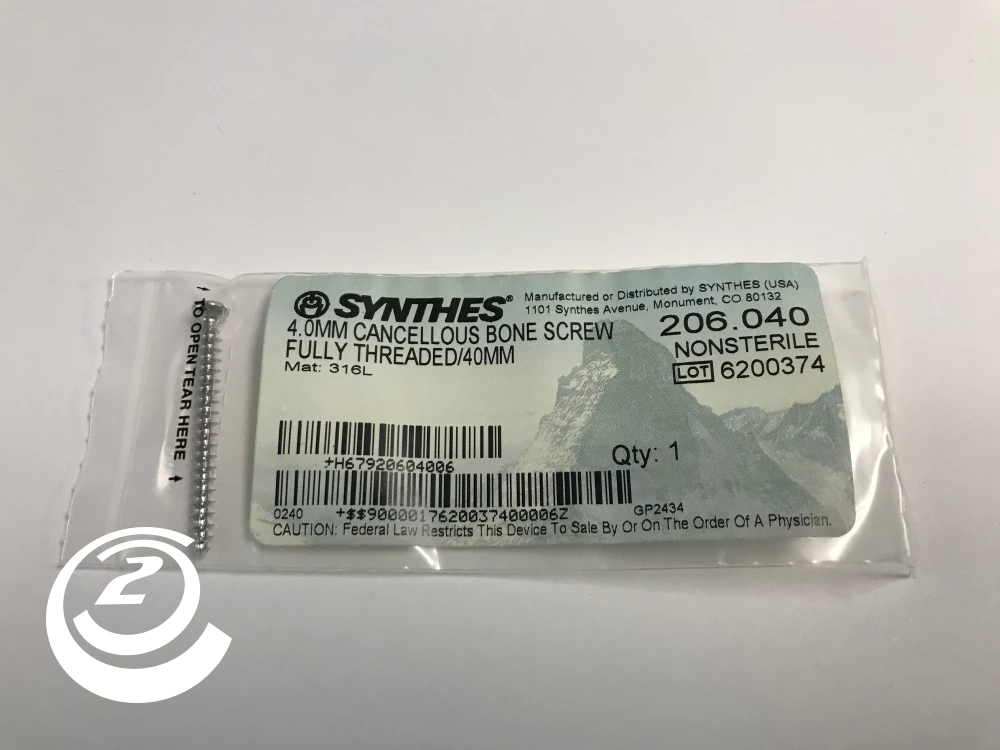 TO OPEN TEAR HERE
SYNTHES®
Manufactured or Distributed by SYNTHES (USA)
1101 Synthes Avenue, Monument, CO 80132
4.0MM CANCELLOUS BONE SCREW
FULLY THREADED/40MM
Mat: 316L
206.040
NONSTERILE
LOT 6200374
+H67920604006
Qty: 1
0240
+$$9000017620037400006Z
GP2434
CAUTION: Federal Law Restricts This Device To Sale By Or On The Order Of A Physician.
2